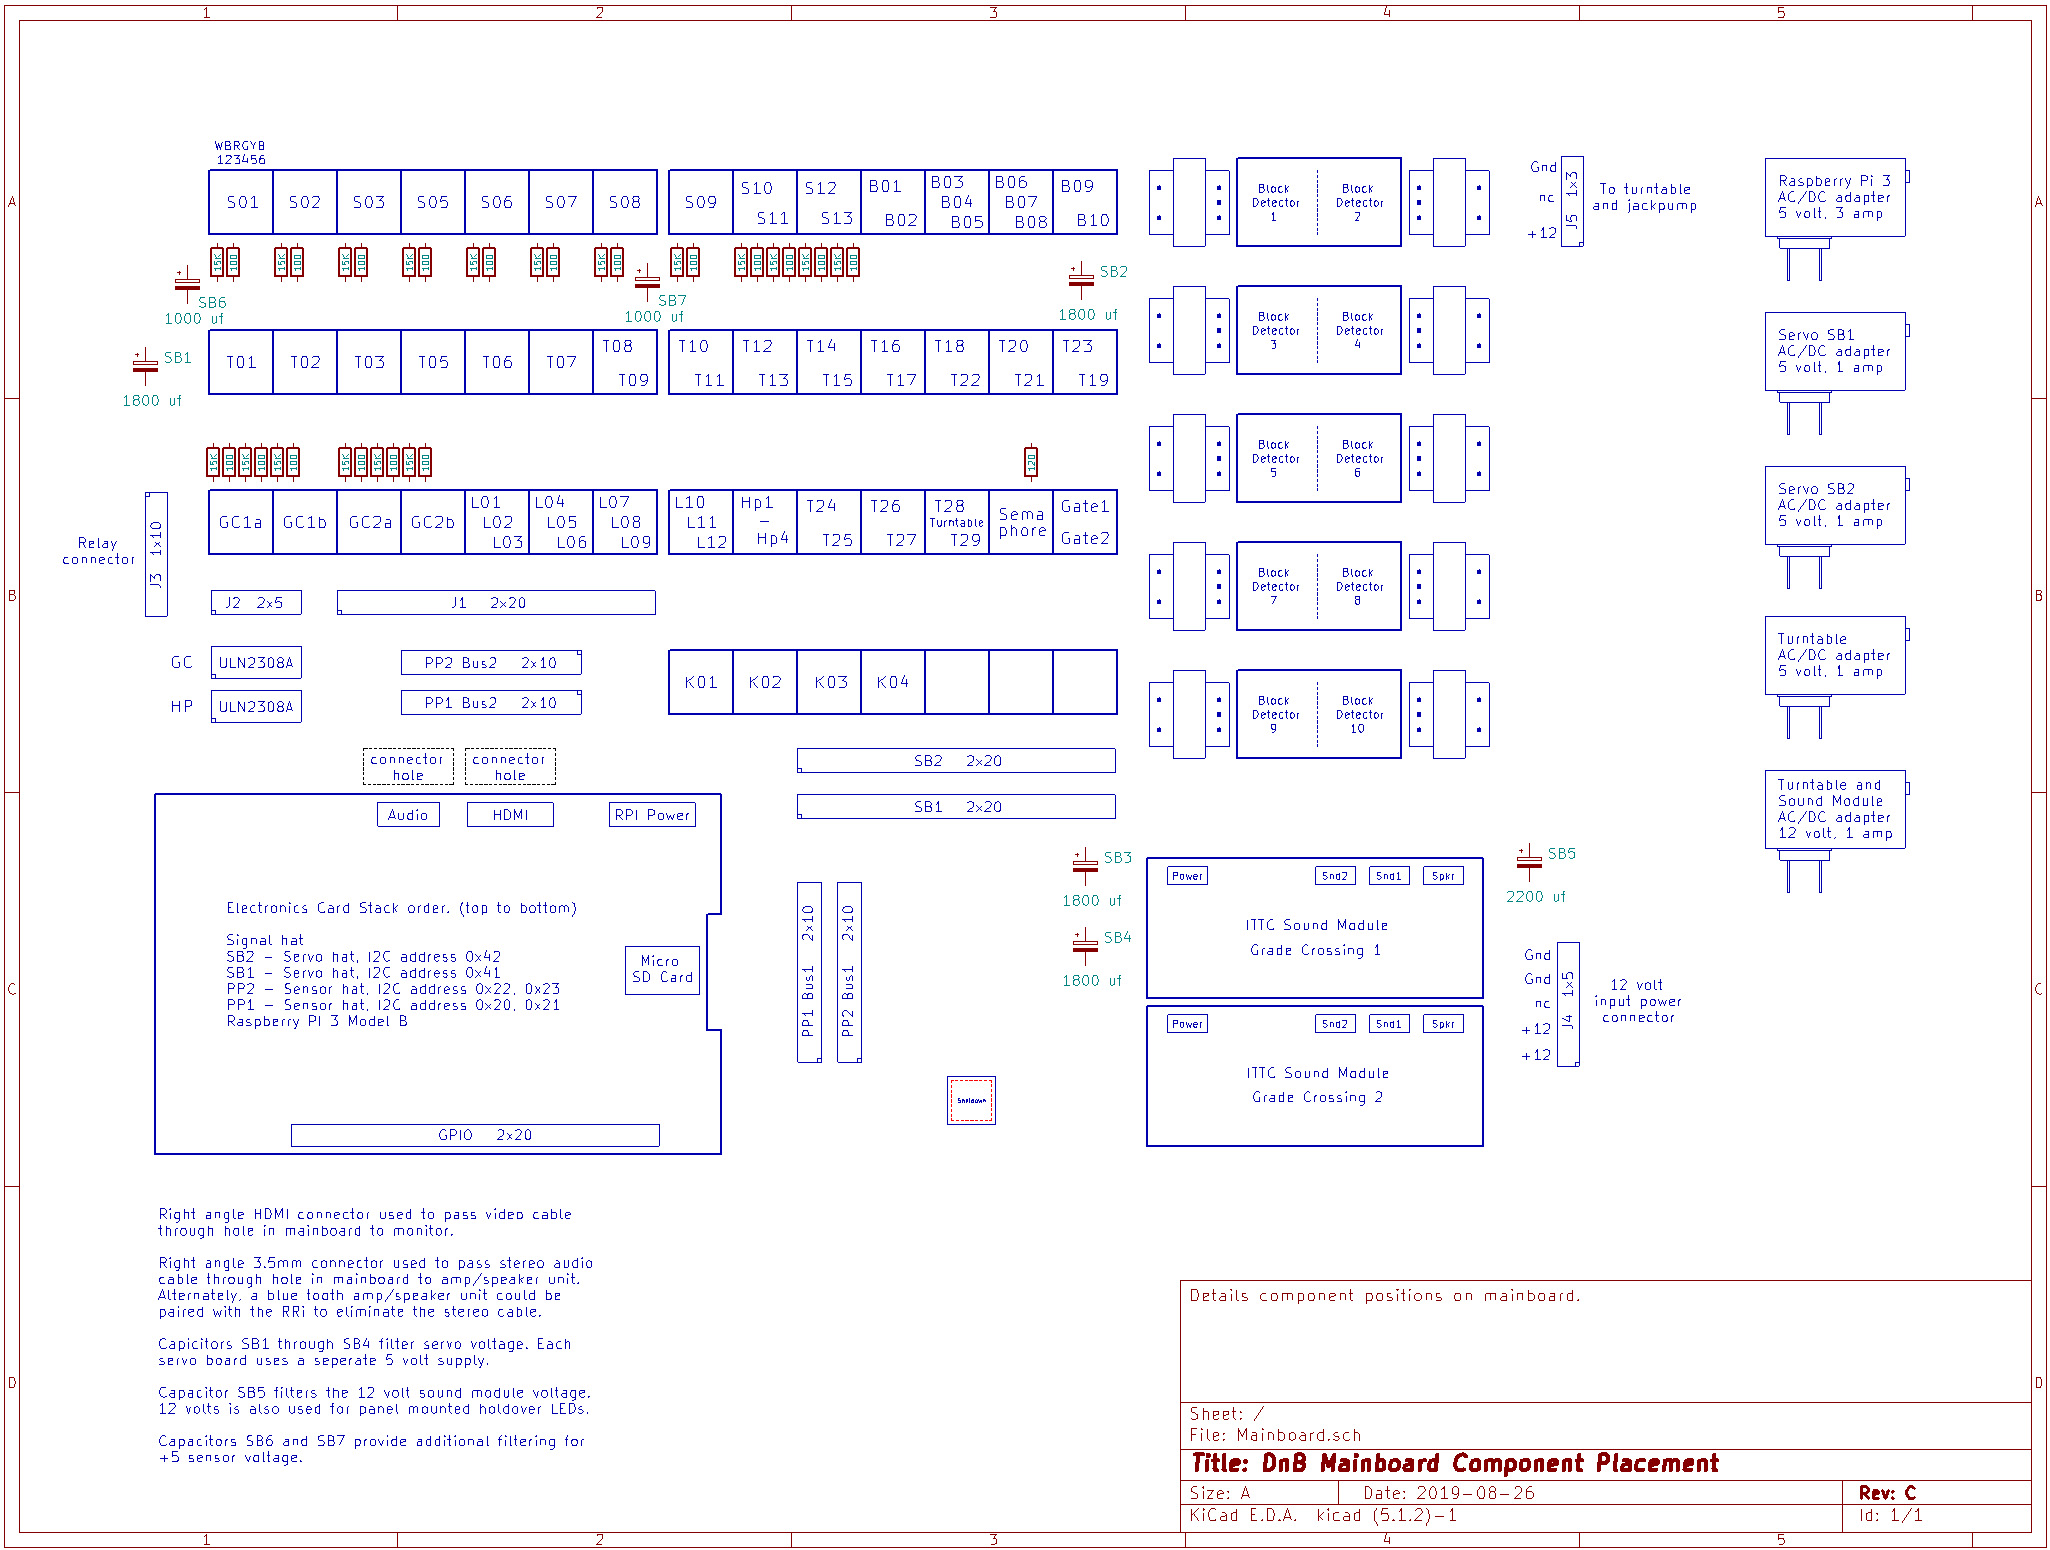 1 2 3 4 5
WBRGYB
123456
A
S01 S02 S03 S05 S06 S07 S08 S09 S10 S11 S12 S13 B01 B02 B03 B04 B05 B06 B07 B08 B09 B10
15K 100 15K 100 15K 100 15K 100 15K 100 15K 100 15K 100 15K 100 15K 100 15K 100 15K 100 15K 100
+ SB6
1000 uf
+ SB7
1000 uf
+ SB2
1800 uf
+ SB1
1800 uf
T01 T02 T03 T05 T06 T07 T08 T09 T10 T11 T12 T13 T14 T15 T16 T17 T18 T22 T20 T21 T23 T19
15K 100 15K 100 15K 100 15K 100 15K 100 15K 100 120
GC1a GC1b GC2a GC2b L01 L02 L03 L04 L05 L06 L07 L08 L09 L10 L11 L12
Hp1
-
Hp4
T24 T25 T26 T27
T28
Turntable
T29
Sema
phore
Gate1
Gate2
Relay
connector
J3 1x10
B
J2 2x5
J1 2x20
GC ULN2308A
HP ULN2308A
PP2 Bus2 2x10
PP1 Bus2 2x10
K01 K02 K03 K04
connector
hole
connector
hole
SB2 2x20
SB1 2x20
Block
Detector
1
Block
Detector
2
Block
Detector
3
Block
Detector
4
Block
Detector
5
Block
Detector
6
Block
Detector
7
Block
Detector
8
Block
Detector
9
Block
Detector
10
Gnd
nc
+12
J5 1x3
To turntable
and jackpump
Raspberry Pi 3
AC/DC adapter
5 volt, 3 amp
Servo SB1
AC/DC adapter
5 volt, 1 amp
Servo SB2
AC/DC adapter
5 volt, 1 amp
Turntable
AC/DC adapter
5 volt, 1 amp
Turntable and
Sound Module
AC/DC adapter
12 volt, 1 amp
A
B
Audio HDMI RPI Power
Electronics Card Stack order. (top to bottom)
Signal hat
SB2 - Servo hat, I2C address 0x42
SB1 - Servo hat, I2C address 0x41
PP2 - Sensor hat, I2C address 0x22, 0x23
PP1 - Sensor hat, I2C address 0x20, 0x21
Raspberry PI 3 Model B
Micro
SD Card
GPIO 2x20
C
PP1 Bus1 2x10
PP2 Bus1 2x10
Shutdown
+ SB3
1800 uf
+ SB4
1800 uf
Power Snd2 Snd1 Spkr
ITTC Sound Module
Grade Crossing 1
Power Snd2 Snd1 Spkr
ITTC Sound Module
Grade Crossing 2
+ SB5
2200 uf
Gnd
Gnd
nc
+12
+12
J4 1x5
12 volt
input power
connector
C
Right angle HDMI connector used to pass video cable
through hole in mainboard to monitor.
Right angle 3.5mm connector used to pass stereo audio
cable through hole in mainboard to amp/speaker unit.
Alternately, a blue tooth amp/speaker unit could be
paired with the RRi to eliminate the stereo cable.
Capicitors SB1 through SB4 filter servo voltage. Each
servo board uses a seperate 5 volt supply.
Capacitor SB5 filters the 12 volt sound module voltage.
12 volts is also used for panel mounted holdover LEDs.
Capacitors SB6 and SB7 provide additional filtering for
+5 sensor voltage.
D
Details component positions on mainboard.
Sheet: /
File: Mainboard.sch
Title: DnB Mainboard Component Placement
Size: A Date: 2019-08-26 Rev: C
KiCad E.D.A. kicad (5.1.2)-1 Id: 1/1
D
1 2 3 4 5